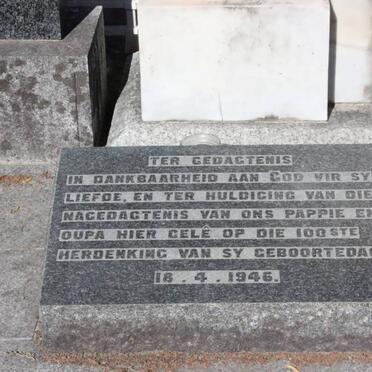 TER GEDAGTENIS
IN DANKBAARHEID AAN GOD VIR SY
LIEFDE, EN TER HULDIGING VAN DIE
NAGEDAGTENIS VAN ONS PAPPIE EN
OUPA HIER GELÊ OP DIE 100STE
HERDENKING VAN SY GEBOORTEDAG
18.4.1946.